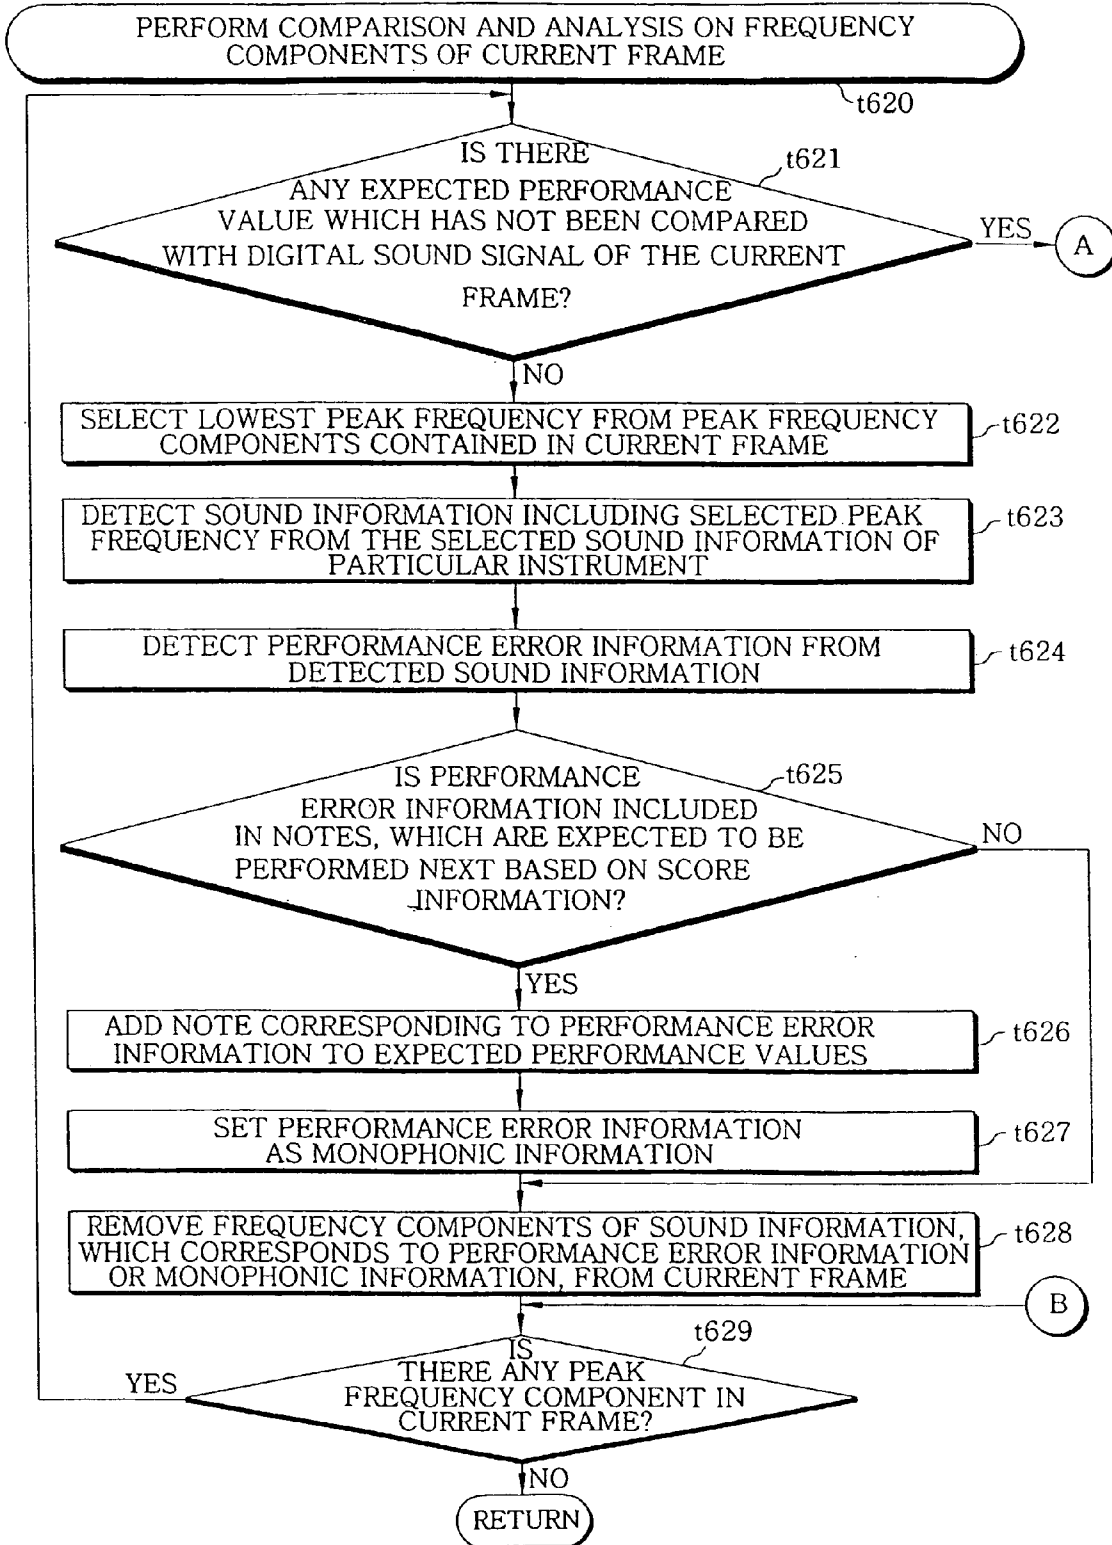 PERFORM COMPARISON AND ANALYSIS ON FREQUENCY
COMPONENTS OF CURRENT FRAME
t620
IS THERE
ANY EXPECTED PERFORMANCE
VALUE WHICH HAS NOT BEEN COMPARED
WITH DIGITAL SOUND SIGNAL OF THE CURRENT
FRAME?
t621
YES
A
NO
SELECT LOWEST PEAK FREQUENCY FROM PEAK FREQUENCY
COMPONENTS CONTAINED IN CURRENT FRAME
t622
DETECT SOUND INFORMATION INCLUDING SELECTED PEAK
FREQUENCY FROM THE SELECTED SOUND INFORMATION OF
PARTICULAR INSTRUMENT
t623
DETECT PERFORMANCE ERROR INFORMATION FROM
DETECTED SOUND INFORMATION
t624
IS PERFORMANCE
ERROR INFORMATION INCLUDED
IN NOTES, WHICH ARE EXPECTED TO BE
PERFORMED NEXT BASED ON SCORE
INFORMATION?
t625
NO
YES
ADD NOTE CORRESPONDING TO PERFORMANCE ERROR
INFORMATION TO EXPECTED PERFORMANCE VALUES
t626
SET PERFORMANCE ERROR INFORMATION
AS MONOPHONIC INFORMATION
t627
REMOVE FREQUENCY COMPONENTS OF SOUND INFORMATION,
WHICH CORRESPONDS TO PERFORMANCE ERROR INFORMATION
OR MONOPHONIC INFORMATION, FROM CURRENT FRAME
t628
B
IS
THERE ANY PEAK
FREQUENCY COMPONENT IN
CURRENT FRAME?
t629
YES
NO
RETURN